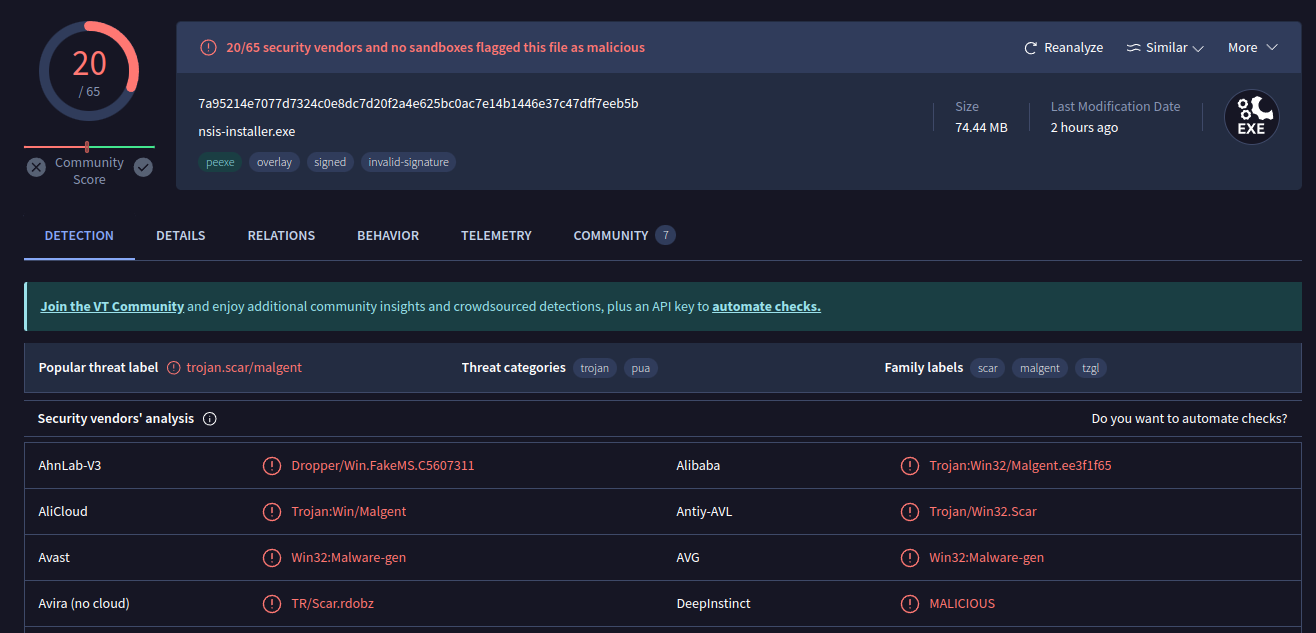 20
/ 65
Community
Score
20/65 security vendors and no sandboxes flagged this file as malicious
Reanalyze Similar More
7a95214e7077d7324c0e8dc7d20f2a4e625bc0ac7e14b1446e37c47dff7eeb5b
nsis-installer.exe
peexe overlay signed invalid-signature
Size
74.44 MB
Last Modification Date
2 hours ago
EXE
DETECTION DETAILS RELATIONS BEHAVIOR TELEMETRY COMMUNITY 7
Join the VT Community and enjoy additional community insights and crowdsourced detections, plus an API key to automate checks.
Popular threat label trojan.scar/malgent Threat categories trojan pua Family labels scar malgent tzgl
Security vendors' analysis Do you want to automate checks?
AhnLab-V3 Dropper/Win.FakeMS.C5607311 Alibaba Trojan:Win32/Malgent.ee3f1f65
AliCloud Trojan:Win/Malgent Antiy-AVL Trojan/Win32.Scar
Avast Win32:Malware-gen AVG Win32:Malware-gen
Avira (no cloud) TR/Scar.rdobz DeepInstinct MALICIOUS